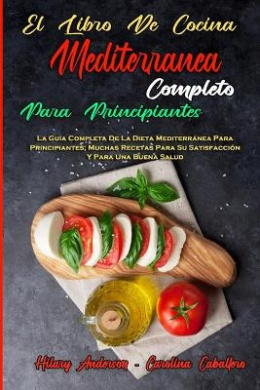 El Libro De Cocina
Mediterranea
Completo
Para Principiantes
La Guía Completa De La Dieta Mediterránea Para
Principiantes; Muchas Recetas Para Su Satisfacción
Y Para Una Buena Salud
Hilary Anderson - Carolina Caballero